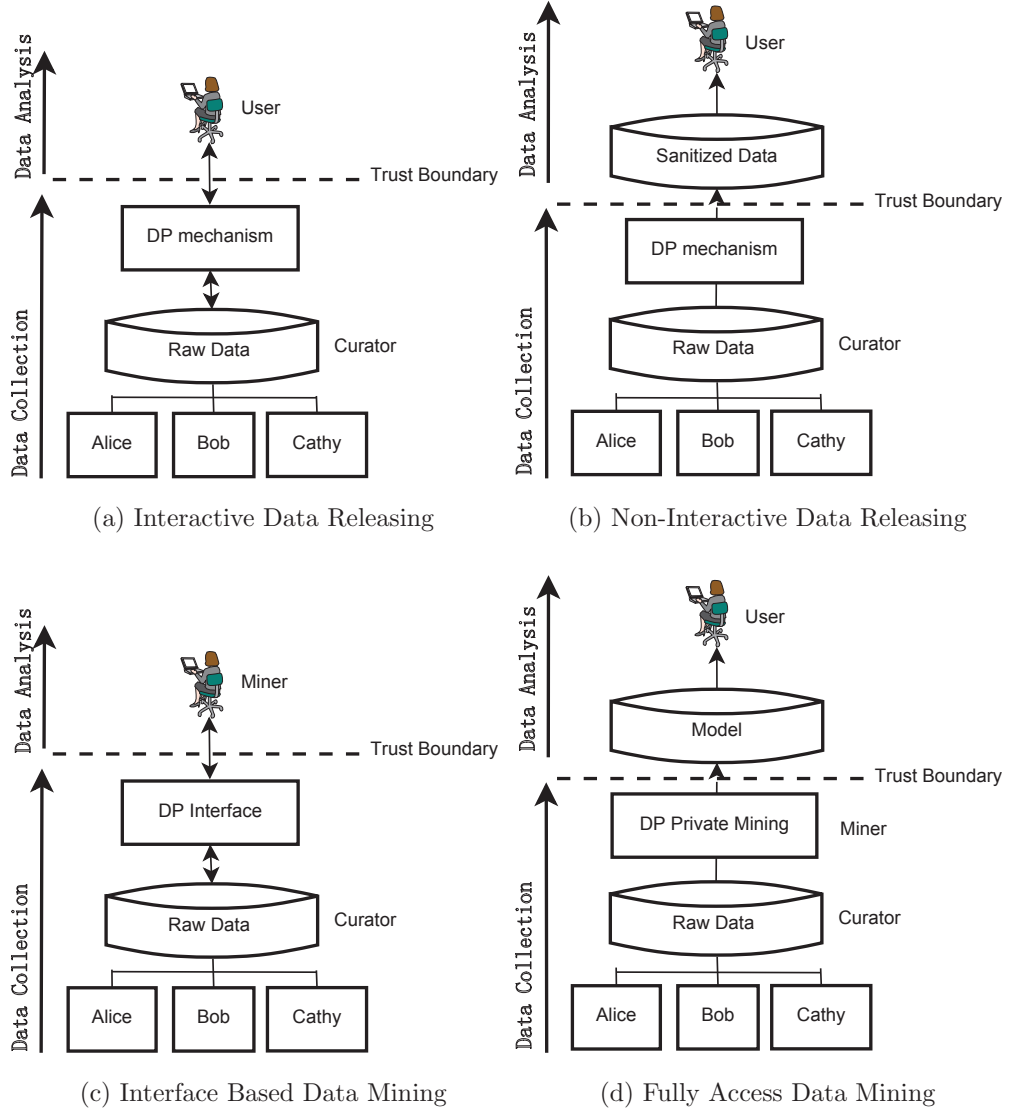 Data Analysis
User
Trust Boundary
DP mechanism
Raw Data
Curator
Data Collection
Alice
Bob
Cathy
(a) Interactive Data Releasing
Data Analysis
User
Sanitized Data
Trust Boundary
DP mechanism
Raw Data
Curator
Data Collection
Alice
Bob
Cathy
(b) Non-Interactive Data Releasing
Data Analysis
Miner
Trust Boundary
DP Interface
Raw Data
Curator
Data Collection
Alice
Bob
Cathy
(c) Interface Based Data Mining
Data Analysis
User
Model
Trust Boundary
DP Private Mining
Miner
Raw Data
Curator
Data Collection
Alice
Bob
Cathy
(d) Fully Access Data Mining